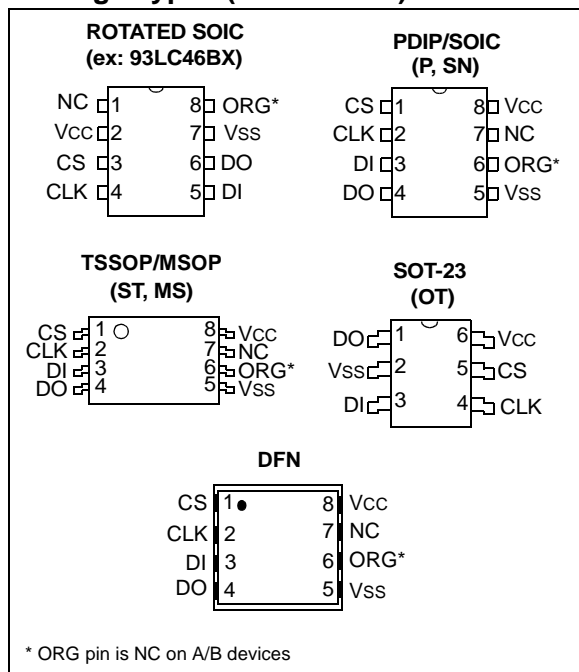 ROTATED SOIC
(ex: 93LC46BX)
NC 1 8 ORG*
Vcc 2 7 Vss
CS 3 6 DO
CLK 4 5 DI
PDIP/SOIC
(P, SN)
CS 1 8 Vcc
CLK 2 7 NC
DI 3 6 ORG*
DO 4 5 Vss
TSSOP/MSOP
(ST, MS)
CS 1 8 Vcc
CLK 2 7 NC
DI 3 6 ORG*
DO 4 5 Vss
SOT-23
(OT)
DO 1 6 Vcc
Vss 2 5 CS
DI 3 4 CLK
DFN
CS 1 8 Vcc
CLK 2 7 NC
DI 3 6 ORG*
DO 4 5 Vss
* ORG pin is NC on A/B devices